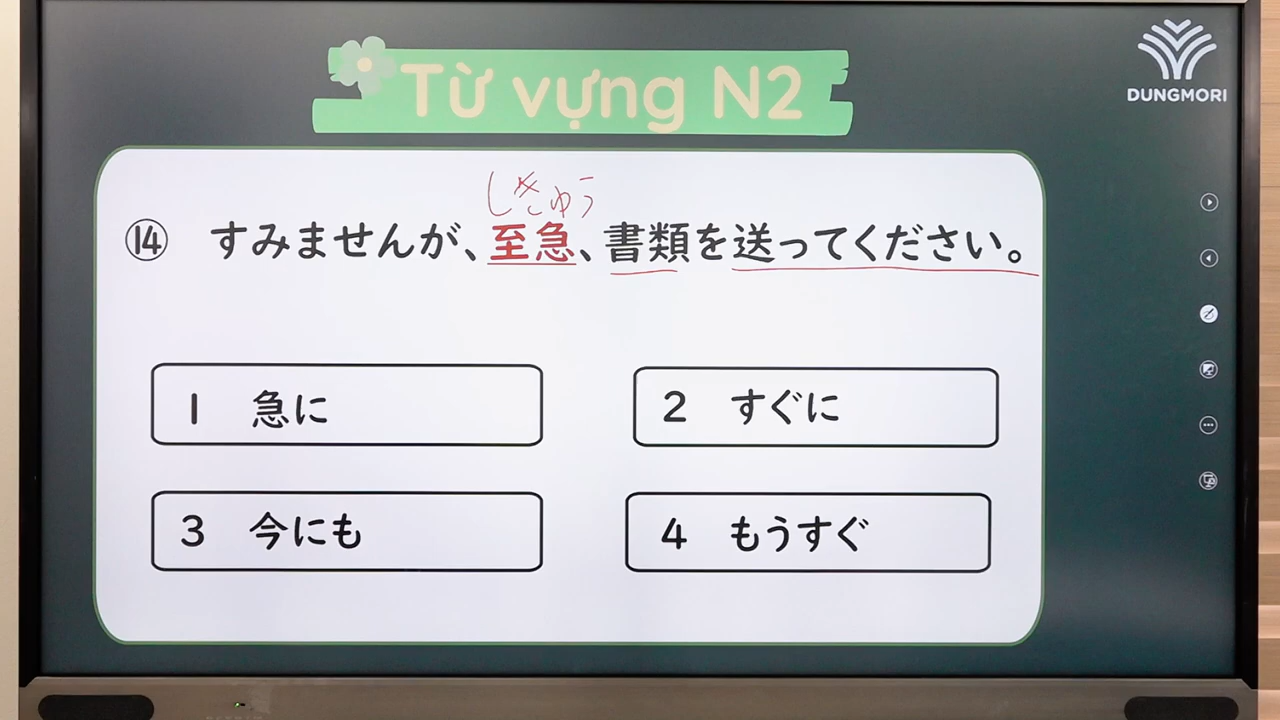 Từ vựng N2
DUNGMORI
しきゅう
⑭ すみませんが、至急、書類を送ってください。
1 急に
2 すぐに
3 今にも
4 もうすぐ